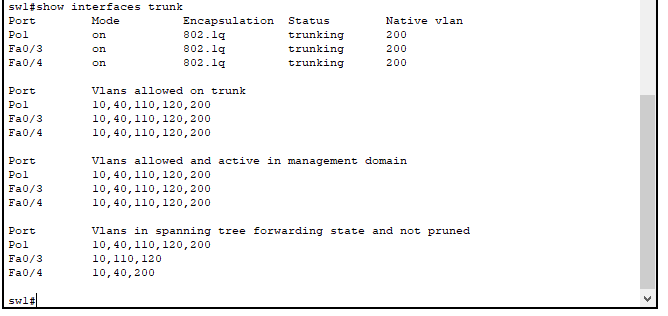 sw1#show interfaces trunk
Port        Mode         Encapsulation  Status        Native vlan
Po1         on           802.1q         trunking      200
Fa0/3       on           802.1q         trunking      200
Fa0/4       on           802.1q         trunking      200
Port        Vlans allowed on trunk
Po1         10,40,110,120,200
Fa0/3       10,40,110,120,200
Fa0/4       10,40,110,120,200
Port        Vlans allowed and active in management domain
Po1         10,40,110,120,200
Fa0/3       10,40,110,120,200
Fa0/4       10,40,110,120,200
Port        Vlans in spanning tree forwarding state and not pruned
Po1         10,40,110,120,200
Fa0/3       10,110,120
Fa0/4       10,40,200
sw1#